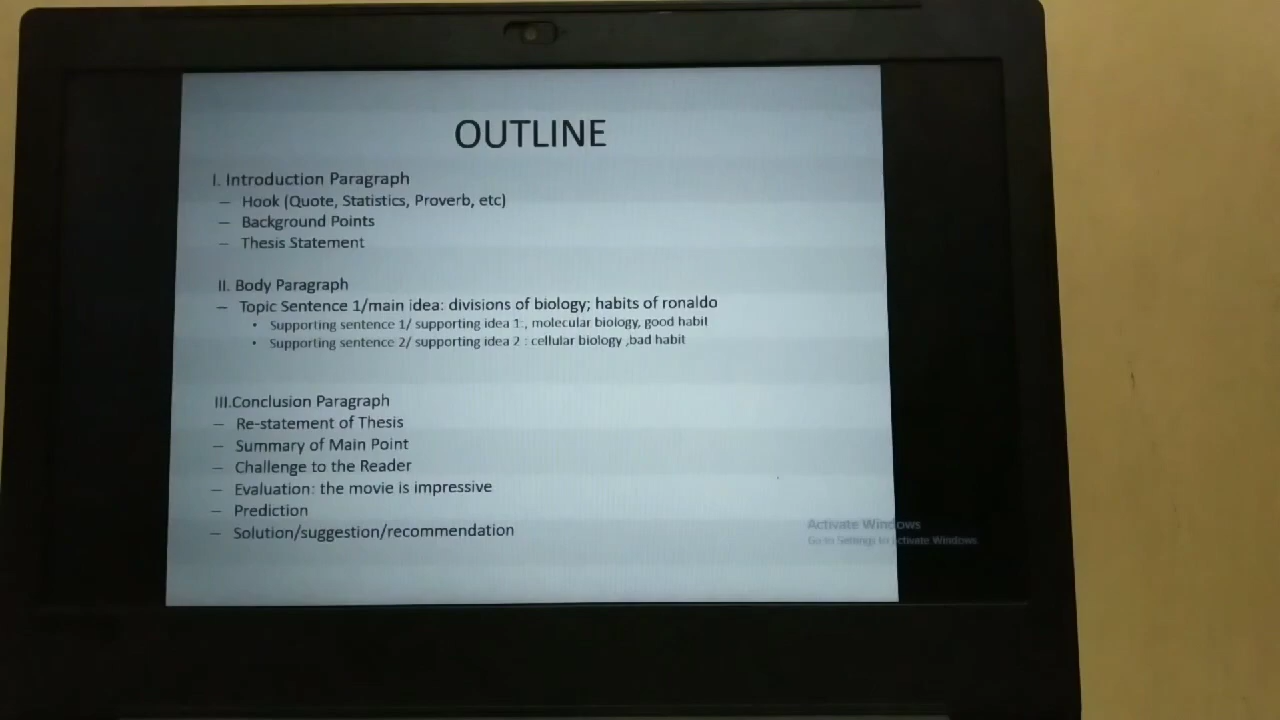 OUTLINE
I. Introduction Paragraph
– Hook (Quote, Statistics, Proverb, etc)
– Background Points
– Thesis Statement
II. Body Paragraph
– Topic Sentence 1/main idea: divisions of biology; habits of ronaldo
• Supporting sentence 1/ supporting idea 1:, molecular biology, good habit
• Supporting sentence 2/ supporting idea 2 : cellular biology ,bad habit
III.Conclusion Paragraph
– Re-statement of Thesis
– Summary of Main Point
– Challenge to the Reader
– Evaluation: the movie is impressive
– Prediction
– Solution/suggestion/recommendation
Activate Windows
Go to Settings to activate Windows.